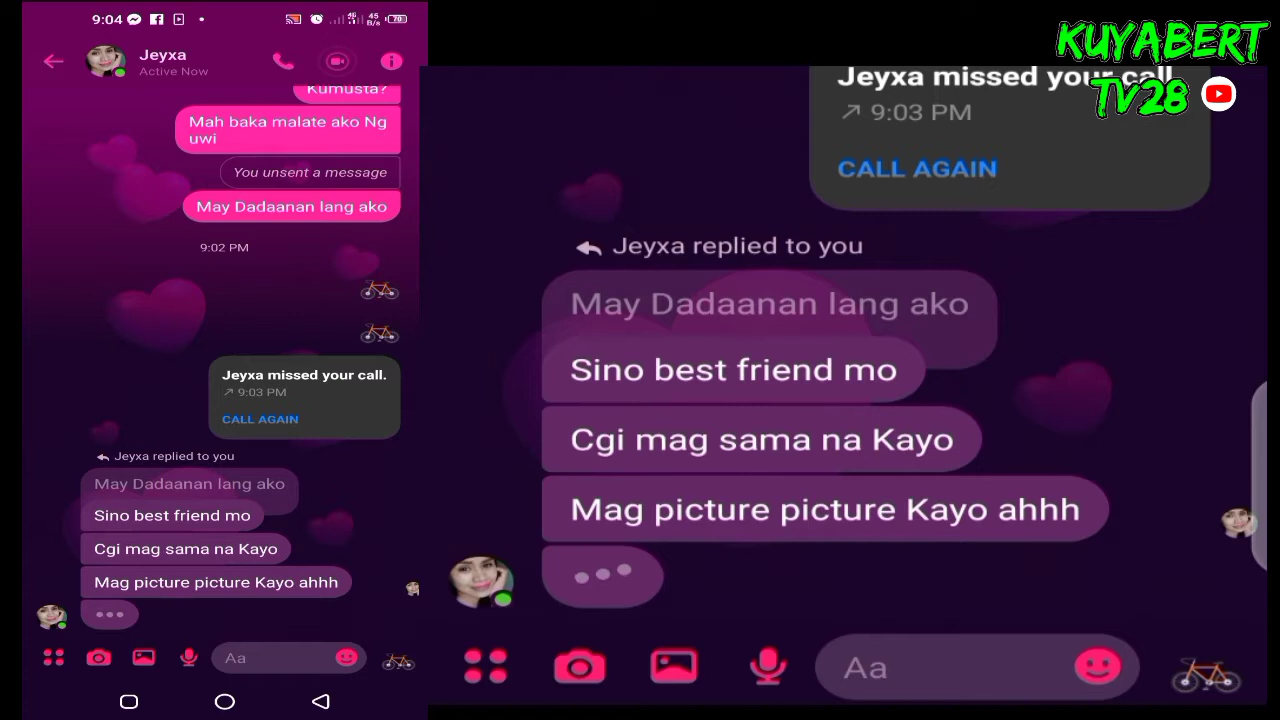 9:04
45
B/s
70
Jeyxa
Active Now
Kumusta?
Mah baka malate ako Ng
uwi
You unsent a message
May Dadaanan lang ako
9:02 PM
Jeyxa missed your call.
9:03 PM
CALL AGAIN
Jeyxa replied to you
May Dadaanan lang ako
Sino best friend mo
Cgi mag sama na Kayo
Mag picture picture Kayo ahhh
Aa
KUYABERT
TV28
Jeyxa missed your call
9:03 PM
CALL AGAIN
Jeyxa replied to you
May Dadaanan lang ako
Sino best friend mo
Cgi mag sama na Kayo
Mag picture picture Kayo ahhh
Aa